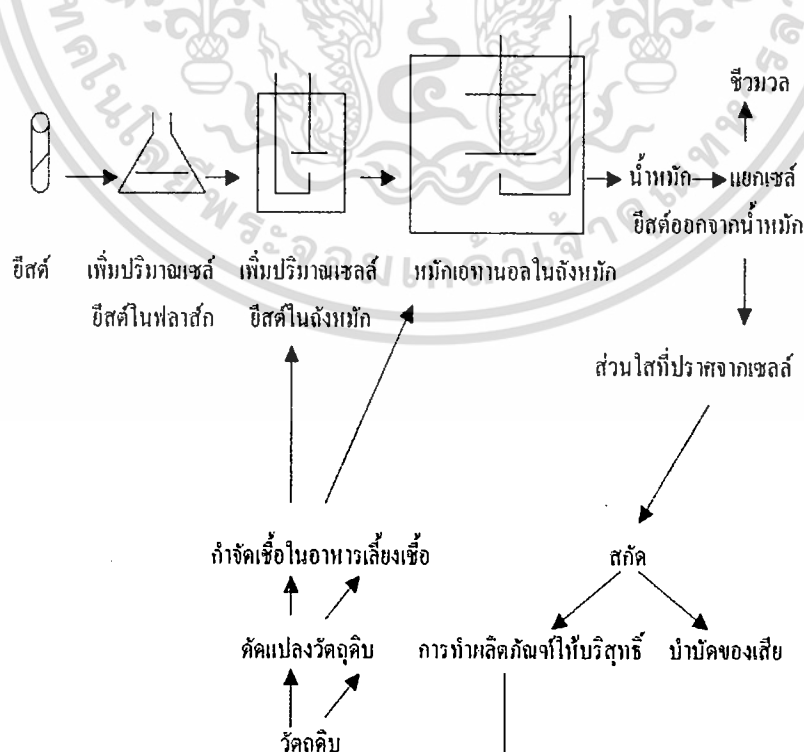 ชีวมวล
น้ำหมัก
แยกเซลล์
ยีสต์ออกจากน้ำหมัก
ยีสต์
เพิ่มปริมาณเซลล์
ยีสต์ในฟลาส์ก
เพิ่มปริมาณเซลล์
ยีสต์ในถังหมัก
หมักเอทานอลในถังหมัก
ส่วนใสที่ปราศจากเซลล์
กำจัดเชื้อในอาหารเลี้ยงเชื้อ
สกัด
ดัดแปลงวัตถุดิบ
การทำผลิตภัณฑ์ให้บริสุทธิ์
บำบัดของเสีย
วัตถุดิบ